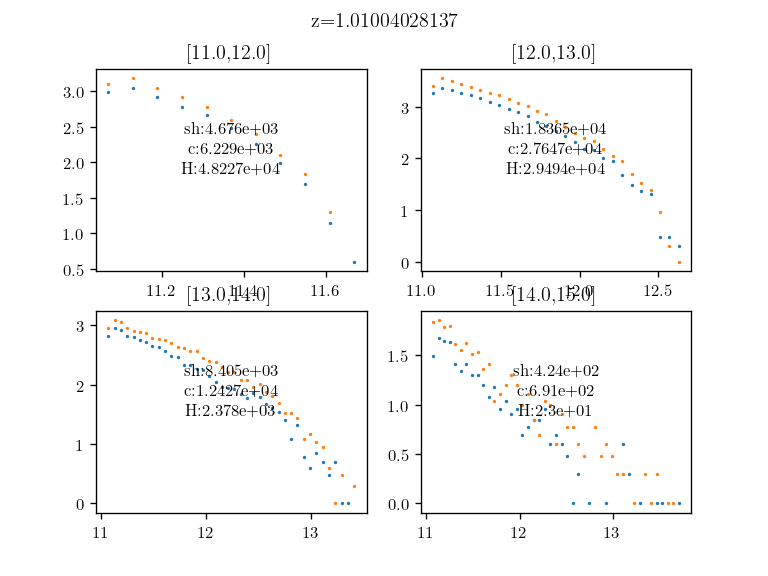 z=1.01004028137
[11.0,12.0]
[12.0,13.0]
3.0
2.5
2.0
1.5
1.0
0.5
sh:4.676e+03
c:6.229e+03
H:4.8227e+04
11.2
11.4
11.6
3
2
1
0
sh:1.8365e+04
c:2.7647e+04
H:2.9494e+04
11.0
11.5
12.0
12.5
[13.0,14.0]
[14.0,15.0]
3
2
1
0
sh:8.405e+03
c:1.2427e+04
H:2.378e+03
11
12
13
1.5
1.0
0.5
0.0
sh:4.24e+02
c:6.91e+02
H:2.3e+01
11
12
13